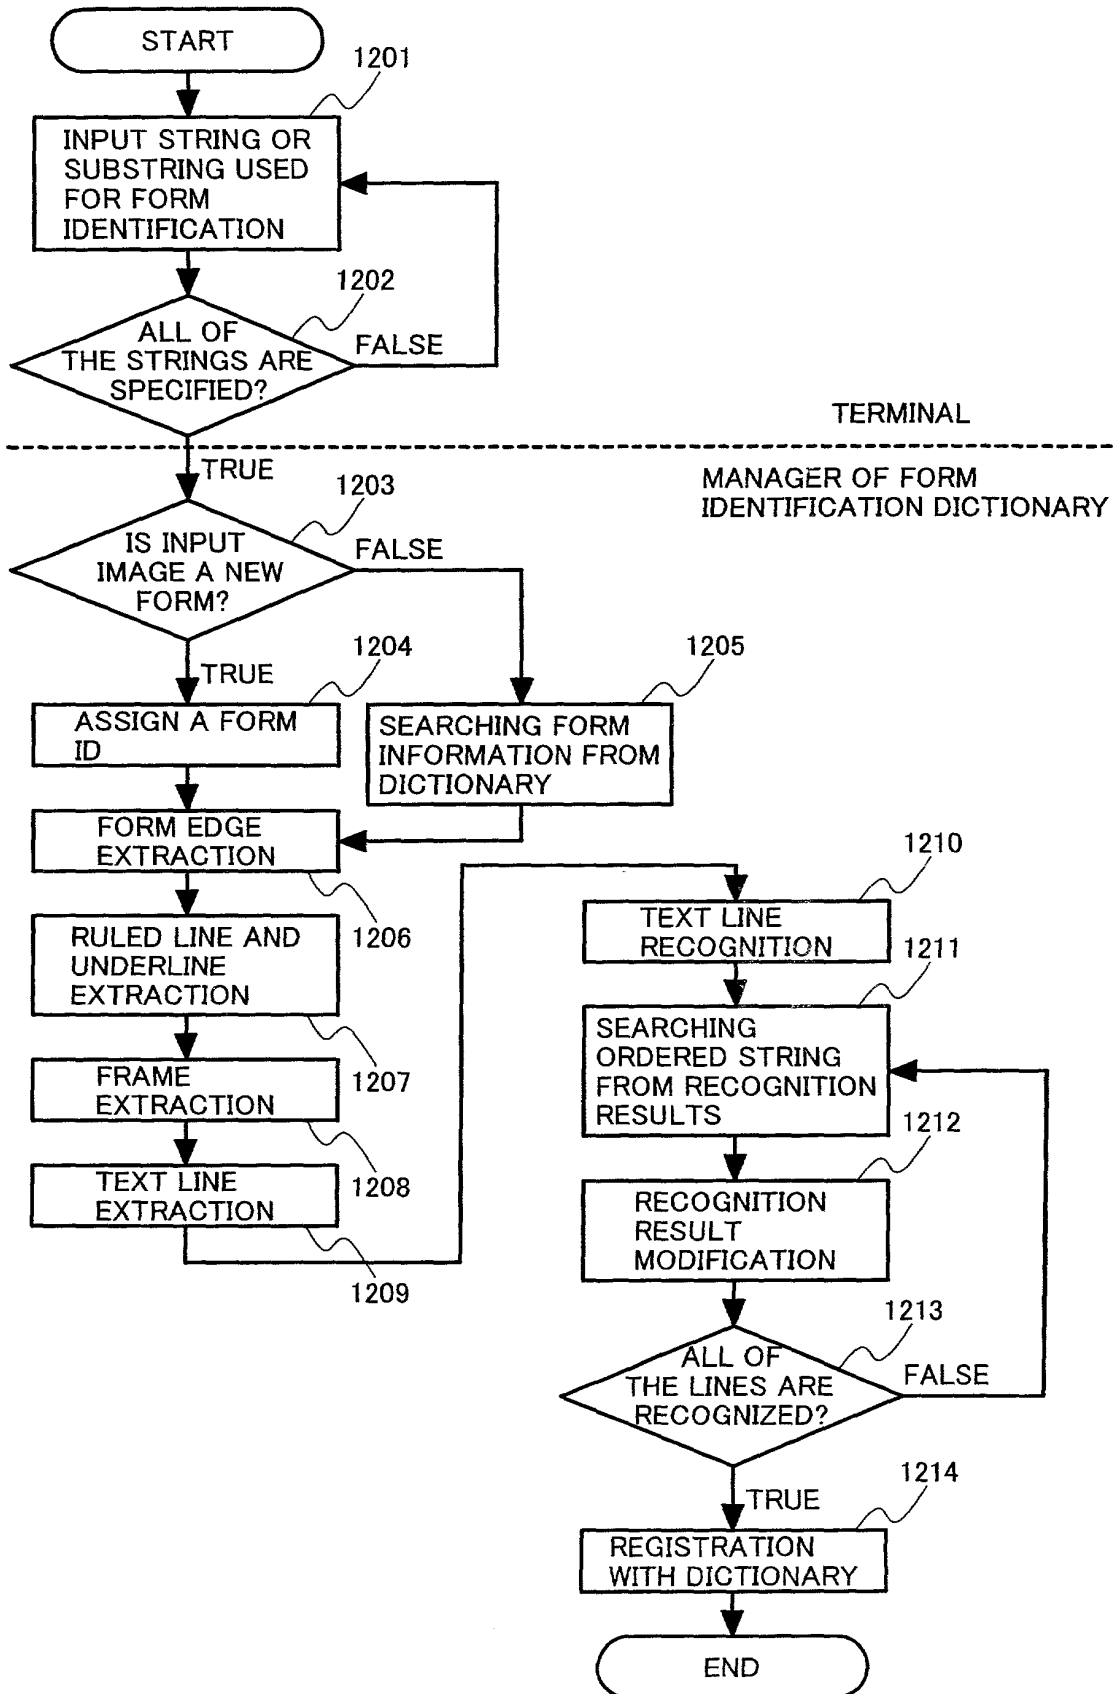 START
1201
INPUT STRING OR
SUBSTRING USED
FOR FORM
IDENTIFICATION
1202
ALL OF
THE STRINGS ARE
SPECIFIED?
FALSE
TERMINAL
TRUE
MANAGER OF FORM
IDENTIFICATION DICTIONARY
1203
IS INPUT
IMAGE A NEW
FORM?
FALSE
TRUE
1204
ASSIGN A FORM
ID
1205
SEARCHING FORM
INFORMATION FROM
DICTIONARY
FORM EDGE
EXTRACTION
1206
RULED LINE AND
UNDERLINE
EXTRACTION
1207
FRAME
EXTRACTION
1208
TEXT LINE
EXTRACTION
1209
1210
TEXT LINE
RECOGNITION
1211
SEARCHING
ORDERED STRING
FROM RECOGNITION
RESULTS
1212
RECOGNITION
RESULT
MODIFICATION
1213
ALL OF
THE LINES ARE
RECOGNIZED?
FALSE
TRUE
1214
REGISTRATION
WITH DICTIONARY
END